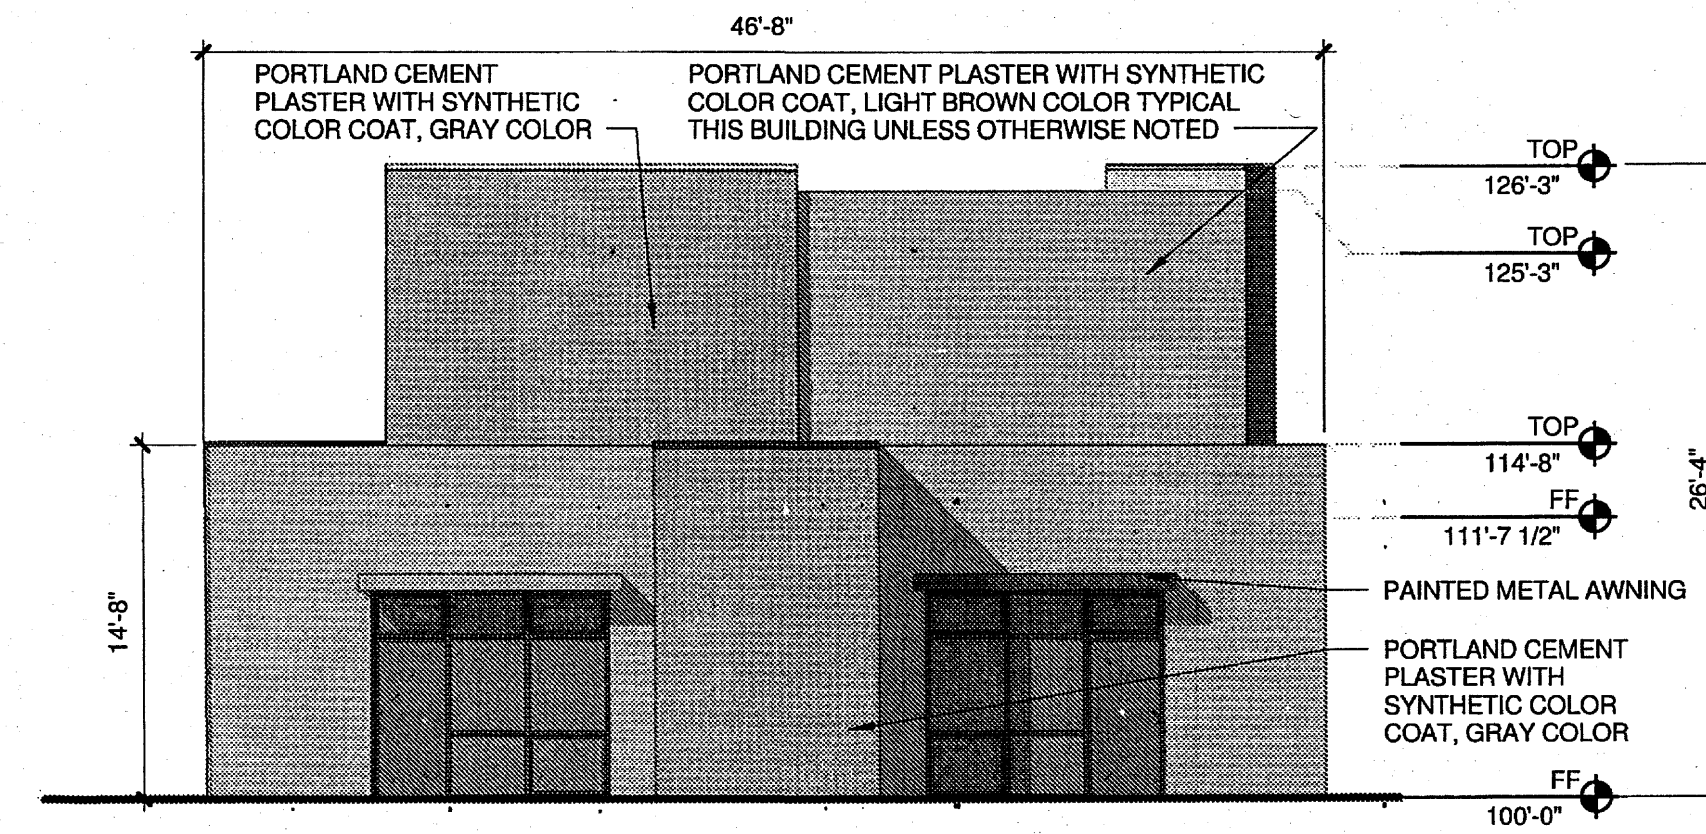 46'-8"
PORTLAND CEMENT
PLASTER WITH SYNTHETIC
COLOR COAT, GRAY COLOR
PORTLAND CEMENT PLASTER WITH SYNTHETIC
COLOR COAT, LIGHT BROWN COLOR TYPICAL
THIS BUILDING UNLESS OTHERWISE NOTED
TOP
126'-3"
TOP
125'-3"
TOP
114'-8"
FF
111'-7 1/2"
26'-4"
14'-8"
PAINTED METAL AWNING
PORTLAND CEMENT
PLASTER WITH
SYNTHETIC COLOR
COAT, GRAY COLOR
FF
100'-0"